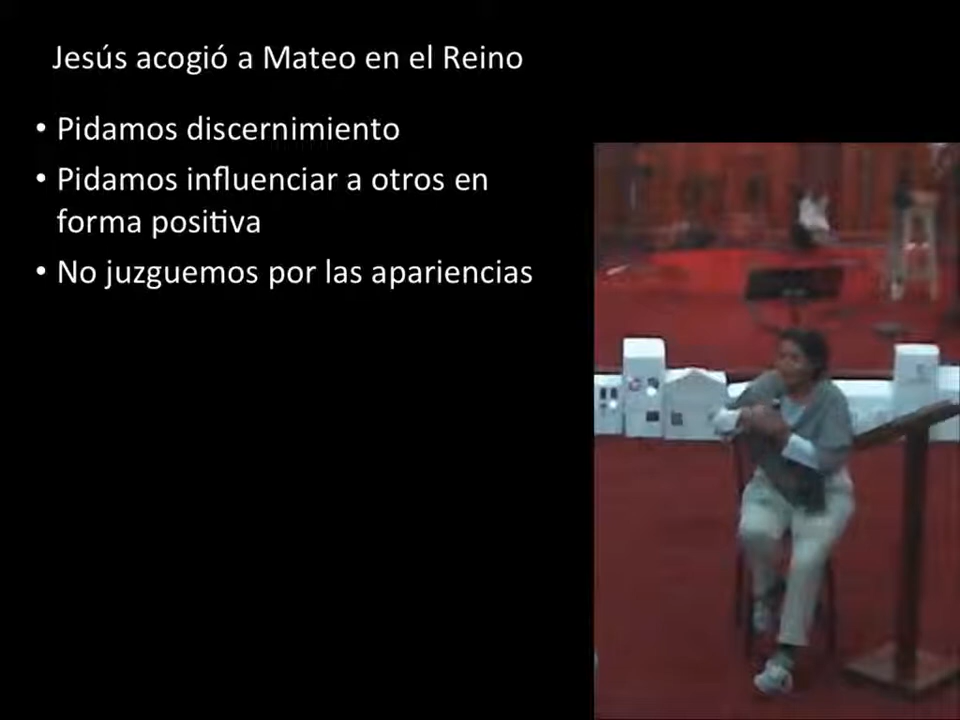 Jesús acogió a Mateo en el Reino
• Pidamos discernimiento
• Pidamos influenciar a otros en
forma positiva
• No juzguemos por las apariencias